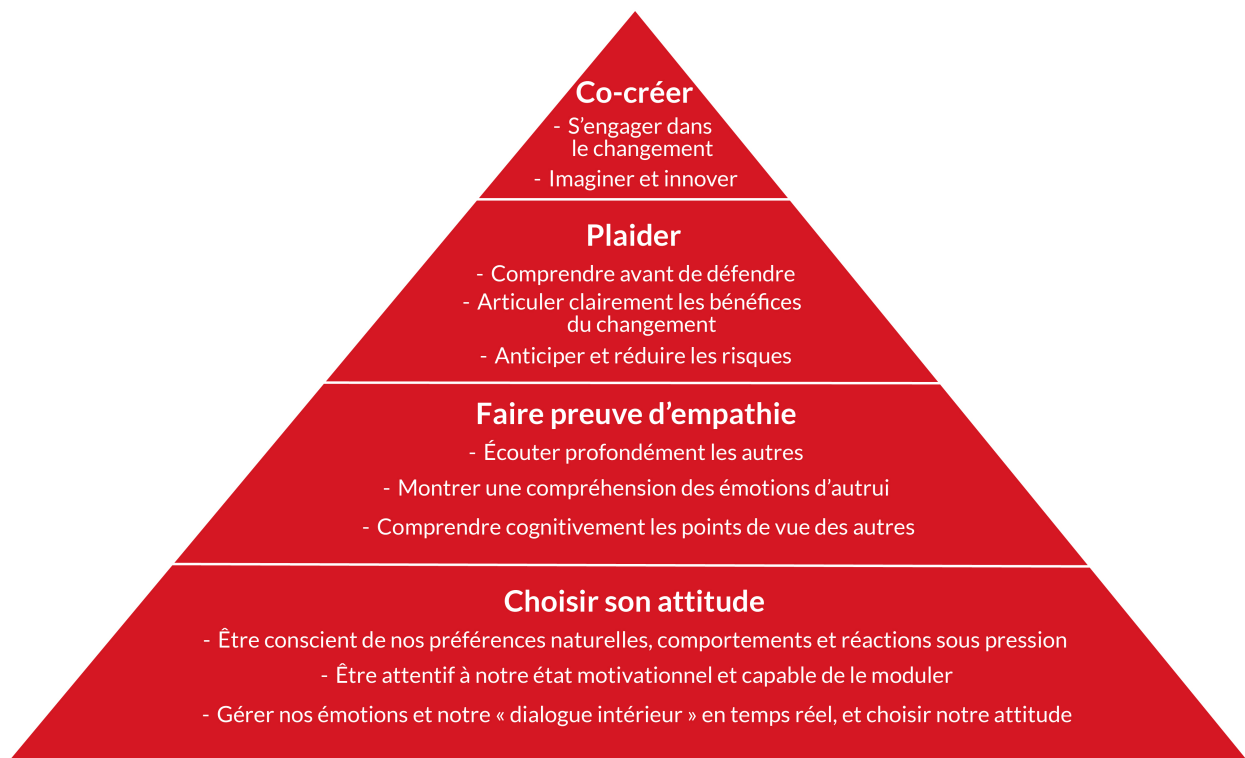 Co-créer
- S’engager dans
le changement
- Imaginer et innover
Plaider
- Comprendre avant de défendre
- Articuler clairement les bénéfices
du changement
- Anticiper et réduire les risques
Faire preuve d’empathie
- Écouter profondément les autres
- Montrer une compréhension des émotions d’autrui
- Comprendre cognitivement les points de vue des autres
Choisir son attitude
- Être conscient de nos préférences naturelles, comportements et réactions sous pression
- Être attentif à notre état motivationnel et capable de le moduler
- Gérer nos émotions et notre « dialogue intérieur » en temps réel, et choisir notre attitude